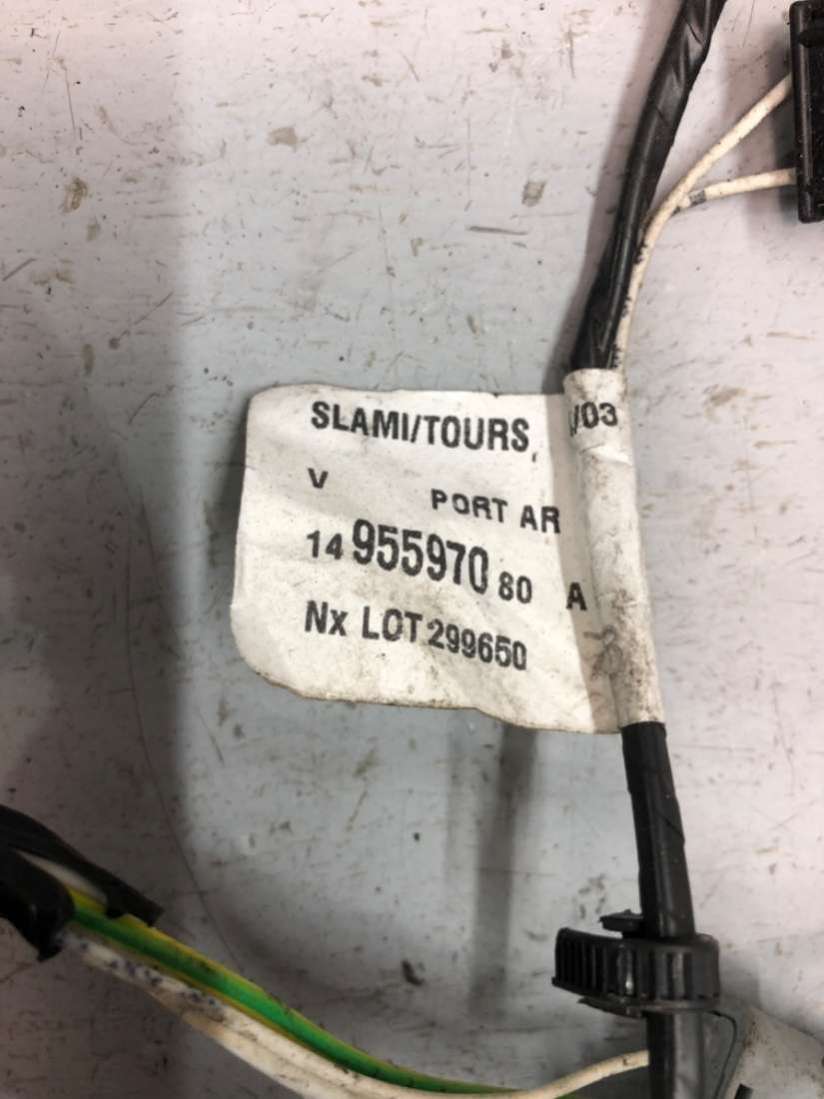 SLAMI/TOURS, /03
V PORT AR
14 955970 80 A
Nx LOT 299650